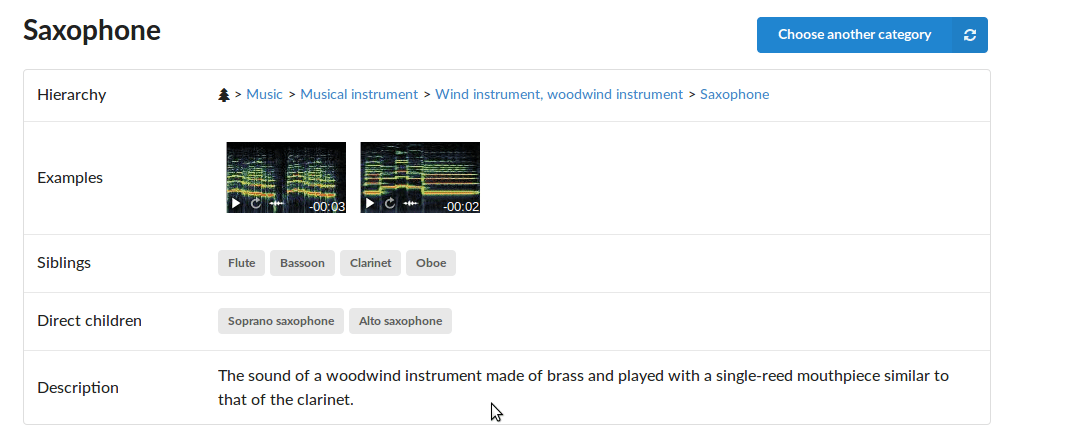 Saxophone
Choose another category
Hierarchy
> Music > Musical instrument > Wind instrument, woodwind instrument > Saxophone
Examples
-00:03
-00:02
Siblings
Flute Bassoon Clarinet Oboe
Direct children
Soprano saxophone Alto saxophone
Description
The sound of a woodwind instrument made of brass and played with a single-reed mouthpiece similar to
that of the clarinet.